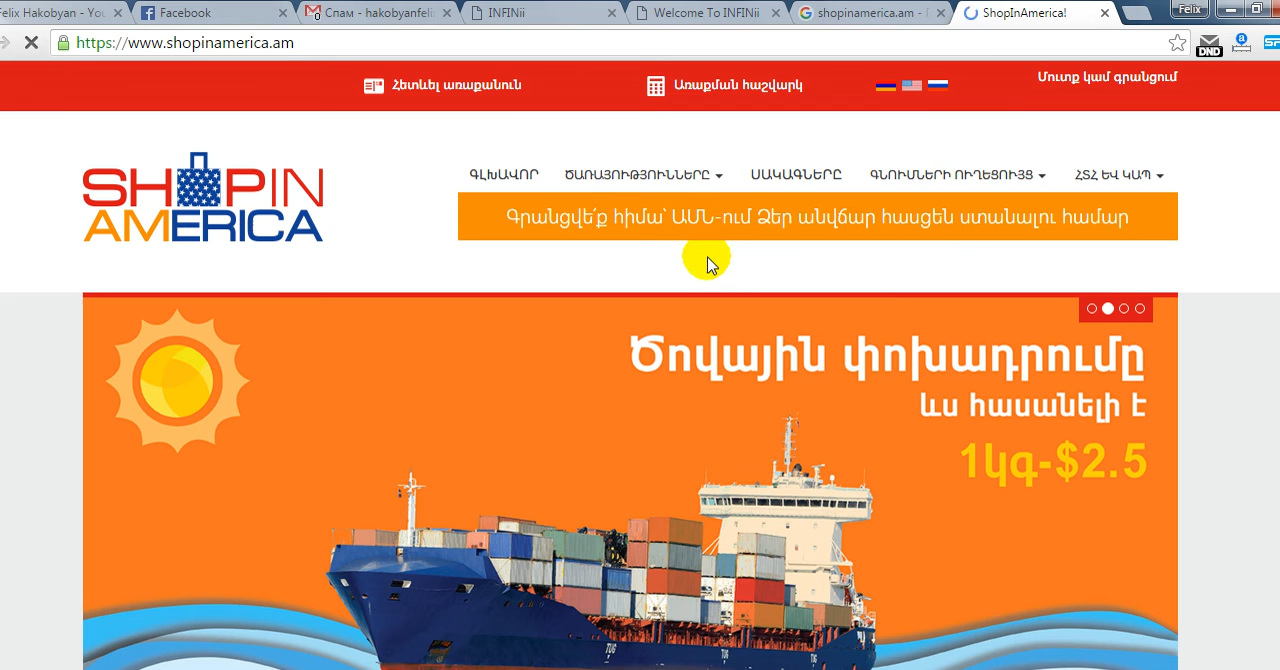 Felix Hakobyan - You
Facebook
Спам - hakobyanfeli
INFINii
Welcome To INFINii
shopinamerica.am -
ShopInAmerica!
Felix
https://www.shopinamerica.am
DND
Հետևել առաքանուն
Առաքման հաշվարկ
Մուտք կամ գրանցում
SHOPIN
AMERICA
ԳԼԽԱՎՈՐ
ԾԱՌԱՅՈՒԹՅՈՒՆՆԵՐԸ
ՍԱԿԱԳՆԵՐԸ
ԳՆՈՒՄՆԵՐԻ ՈՒՂԵՑՈՒՅՑ
ՀՏՀ ԵՎ ԿԱՊ
Գրանցվե՛ք հիմա՝ ԱՄՆ-ում Ձեր անվճար հասցեն ստանալու համար
Ծովային փոխադրումը
ևս հասանելի է
1կգ-$2.5